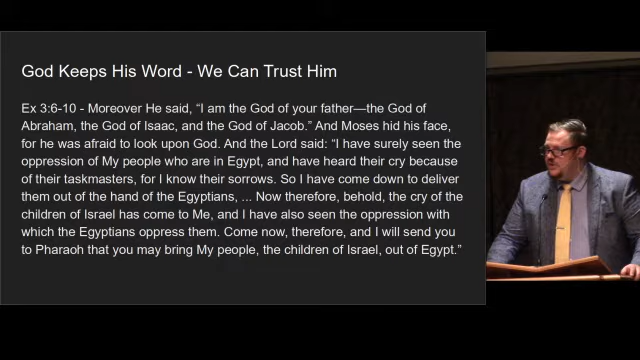 God Keeps His Word - We Can Trust Him
Ex 3:6-10 - Moreover He said, “I am the God of your father—the God of
Abraham, the God of Isaac, and the God of Jacob.” And Moses hid his face,
for he was afraid to look upon God. And the Lord said: “I have surely seen the
oppression of My people who are in Egypt, and have heard their cry because
of their taskmasters, for I know their sorrows. So I have come down to deliver
them out of the hand of the Egyptians, ... Now therefore, behold, the cry of the
children of Israel has come to Me, and I have also seen the oppression with
which the Egyptians oppress them. Come now, therefore, and I will send you
to Pharaoh that you may bring My people, the children of Israel, out of Egypt.”